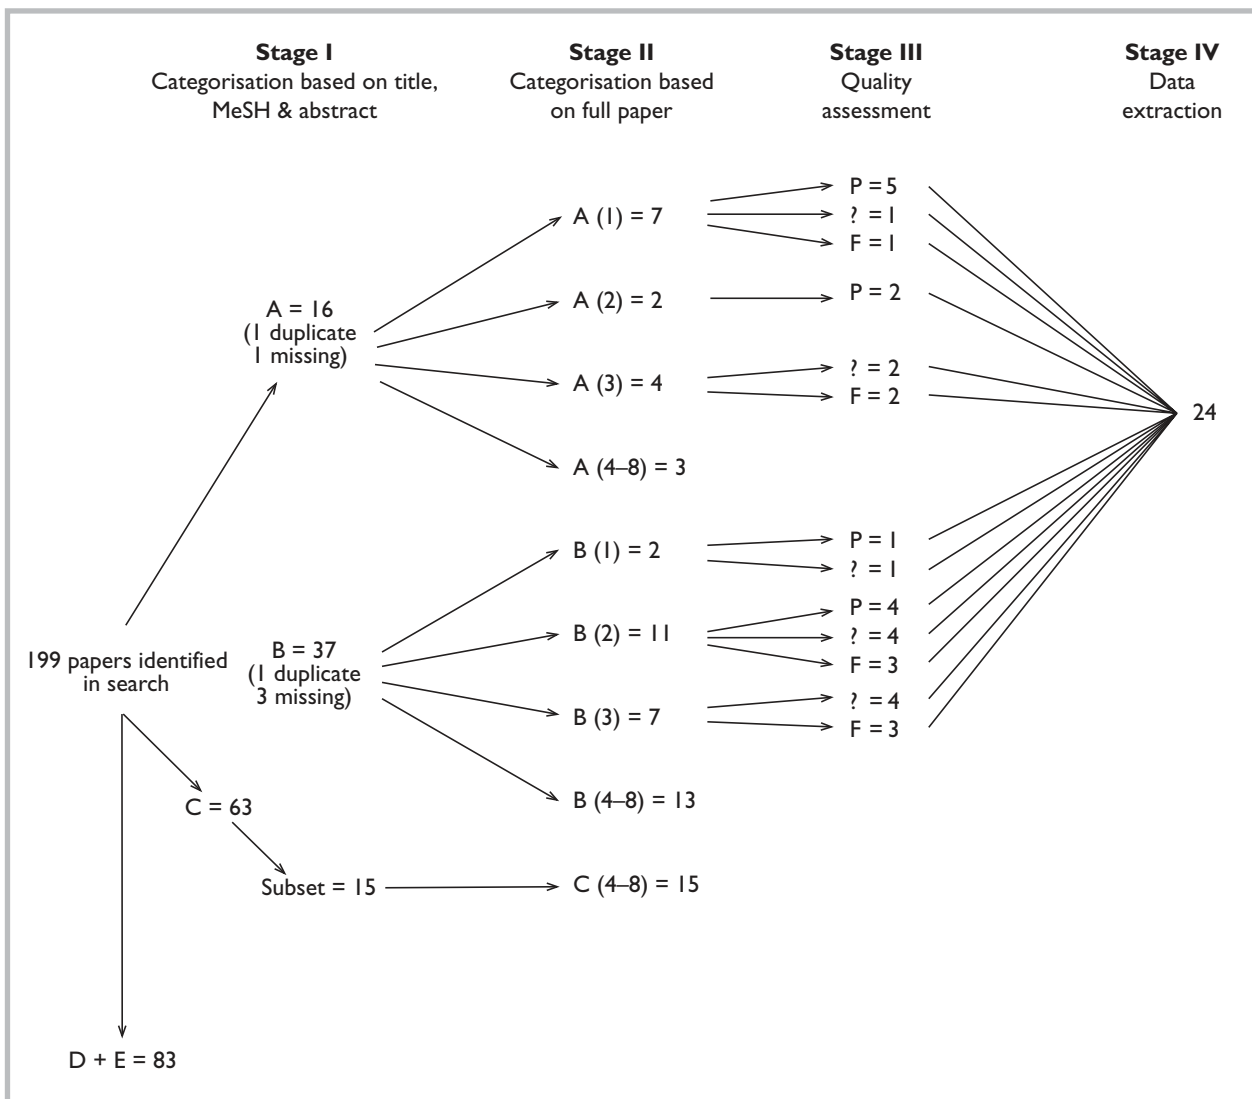 Stage I
Categorisation based on title,
MeSH & abstract
Stage II
Categorisation based
on full paper
Stage III
Quality
assessment
Stage IV
Data
extraction
199 papers identified
in search
A = 16
(1 duplicate
1 missing)
B = 37
(1 duplicate
3 missing)
C = 63
Subset = 15
D + E = 83
A (1) = 7
A (2) = 2
A (3) = 4
A (4–8) = 3
B (1) = 2
B (2) = 11
B (3) = 7
B (4–8) = 13
C (4–8) = 15
P = 5
? = 1
F = 1
P = 2
? = 2
F = 2
P = 1
? = 1
P = 4
? = 4
F = 3
? = 4
F = 3
24